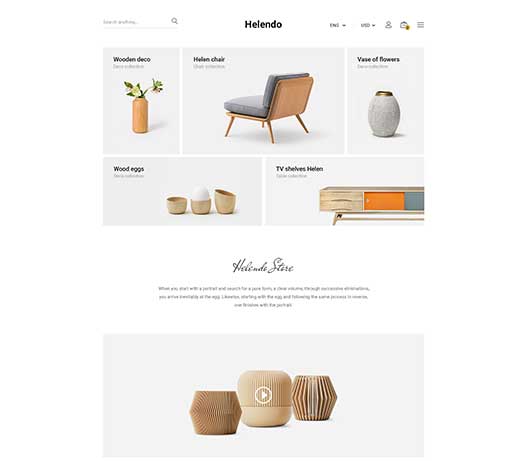 Search anything...
Helendo
ENG
USD
Wooden deco
Deco collection
Helen chair
Chair collection
Vase of flowers
Deco collection
Wood eggs
Deco collection
TV shelves Helen
Table collection
Helendo Store
When you start with a portrait and search for a pure form, a clear volume, through successive eliminations,
you arrive inevitably at the egg. Likewise, starting with the egg and following the same process in reverse,
one finishes with the portrait.